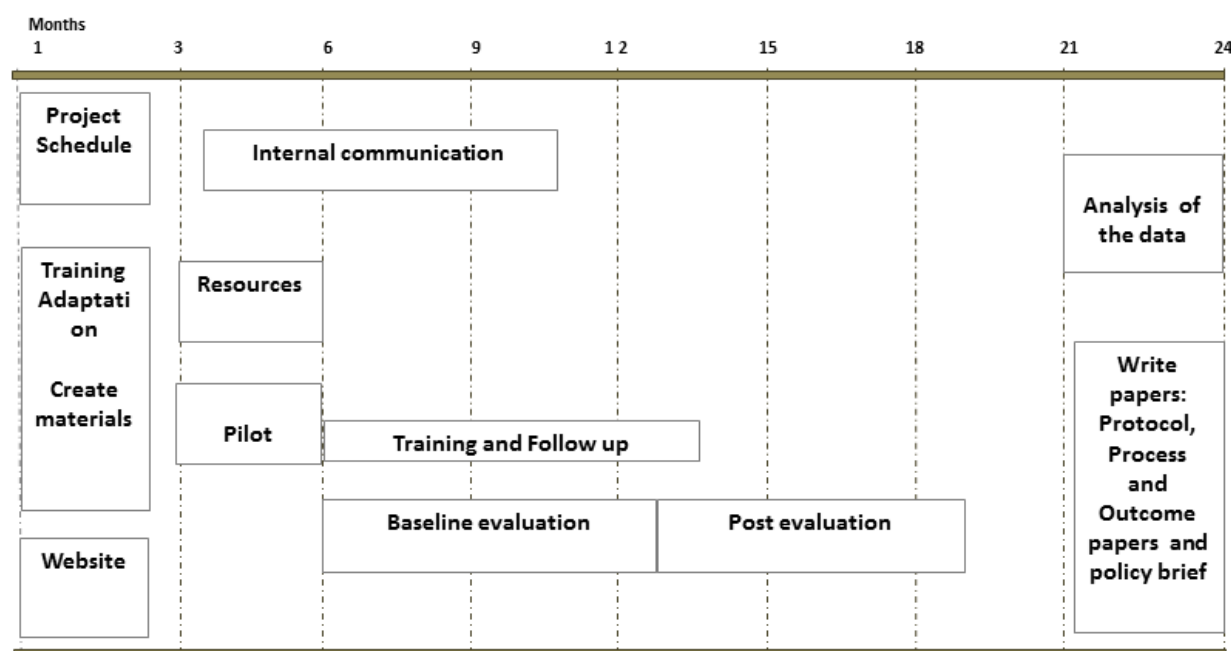 Months
1 3 6 9 12 15 18 21 24
Project
Schedule
Internal communication
Analysis of
the data
Training
Adaptati
on
Create
materials
Resources
Pilot
Training and Follow up
Baseline evaluation
Post evaluation
Website
Write
papers:
Protocol,
Process
and
Outcome
papers and
policy brief